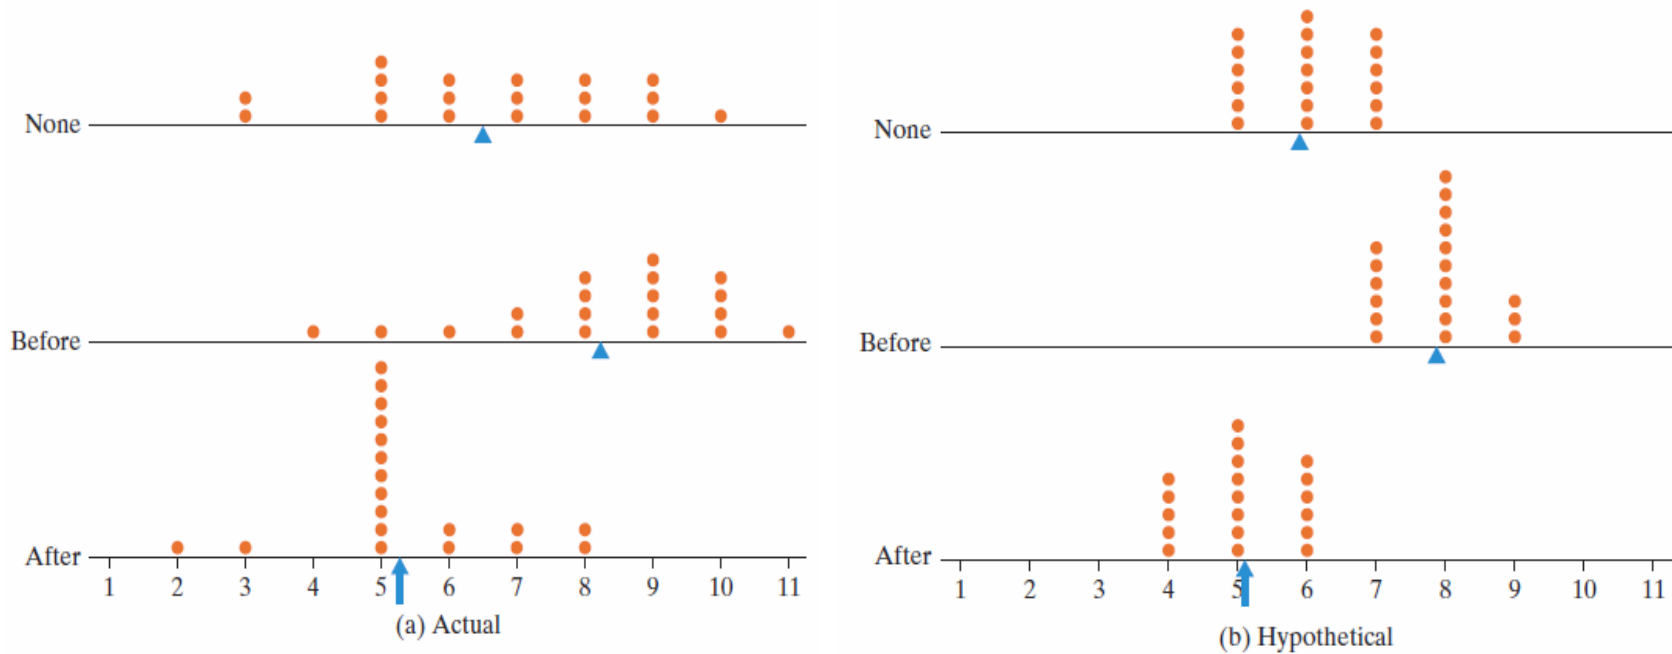 None
Before
After
1 2 3 4 5 6 7 8 9 10 11
(a) Actual
None
Before
After
1 2 3 4 5 6 7 8 9 10 11
(b) Hypothetical